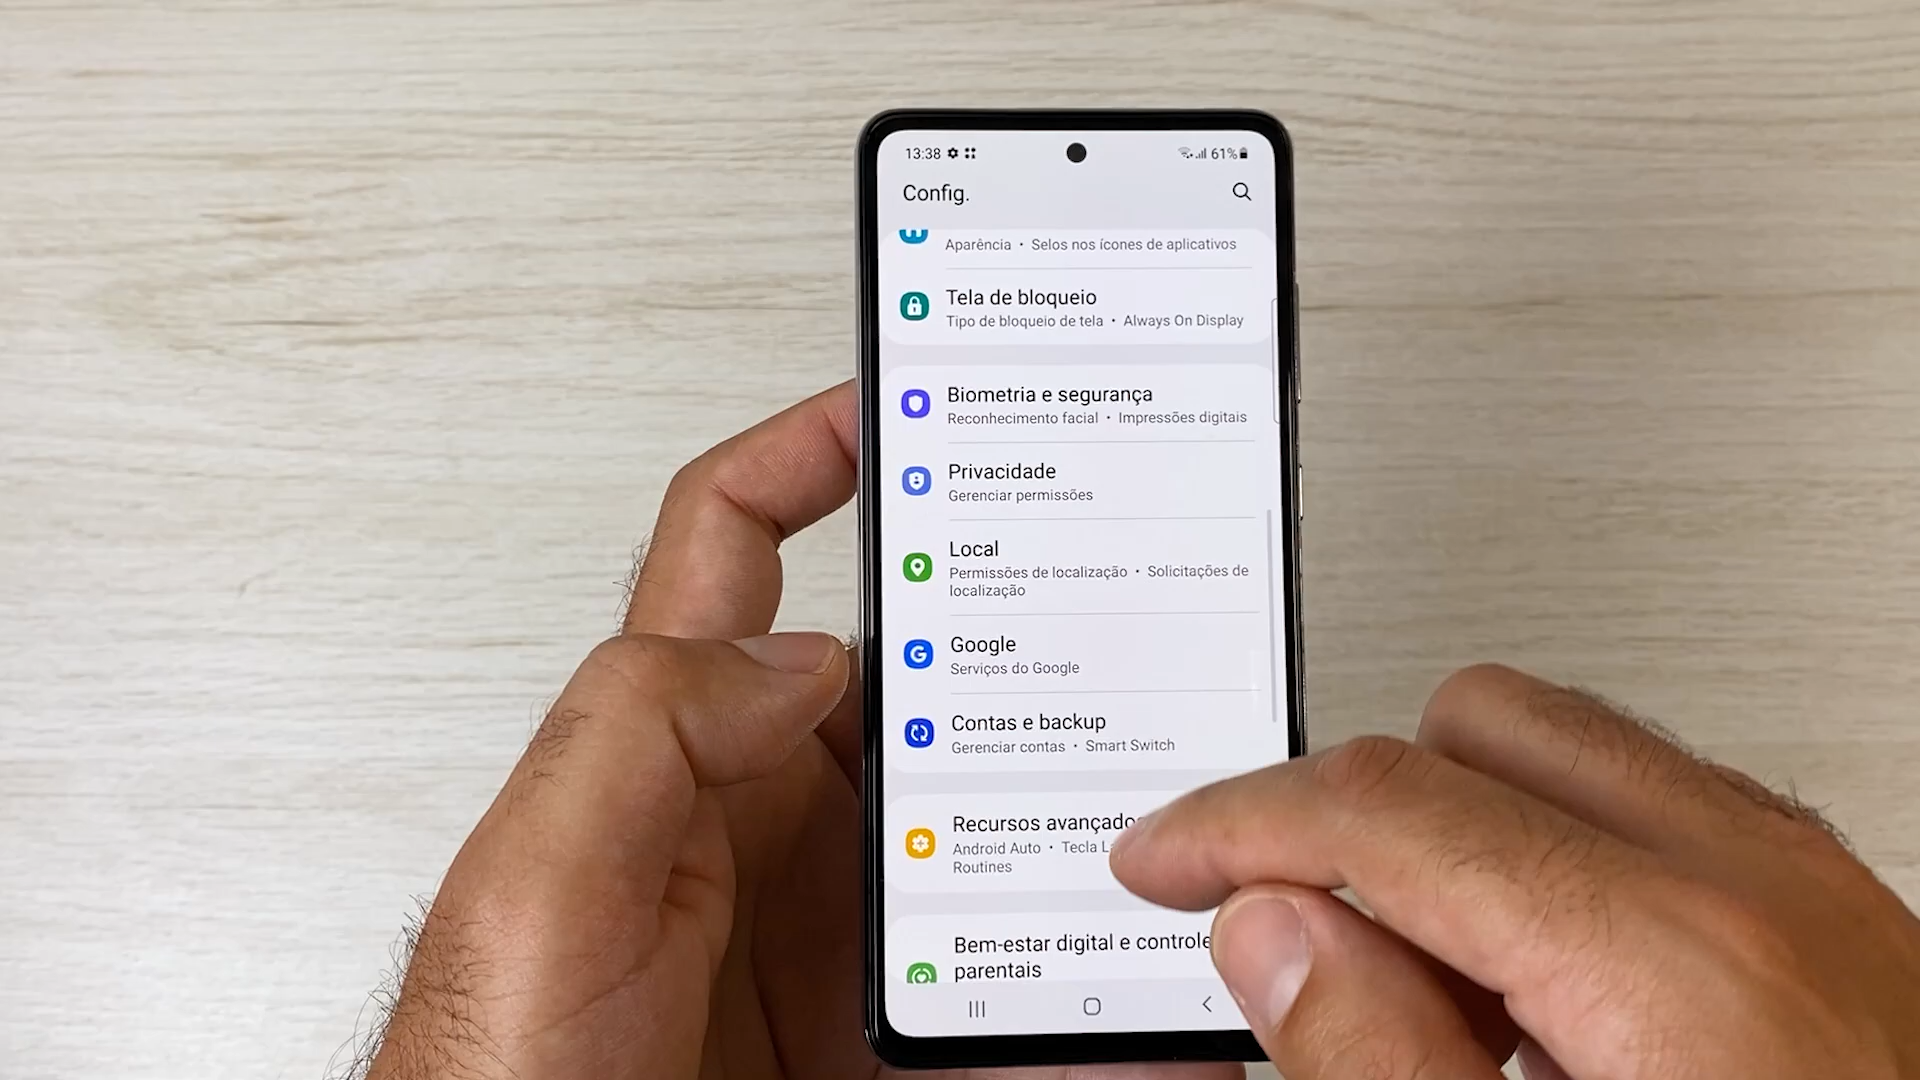 13:38 61%
Config.
Aparência • Selos nos ícones de aplicativos
Tela de bloqueio
Tipo de bloqueio de tela • Always On Display
Biometria e segurança
Reconhecimento facial • Impressões digitais
Privacidade
Gerenciar permissões
Local
Permissões de localização • Solicitações de
localização
Google
Serviços do Google
Contas e backup
Gerenciar contas • Smart Switch
Recursos avançados
Android Auto • Tecla
Routines
Bem-estar digital e controle
parentais